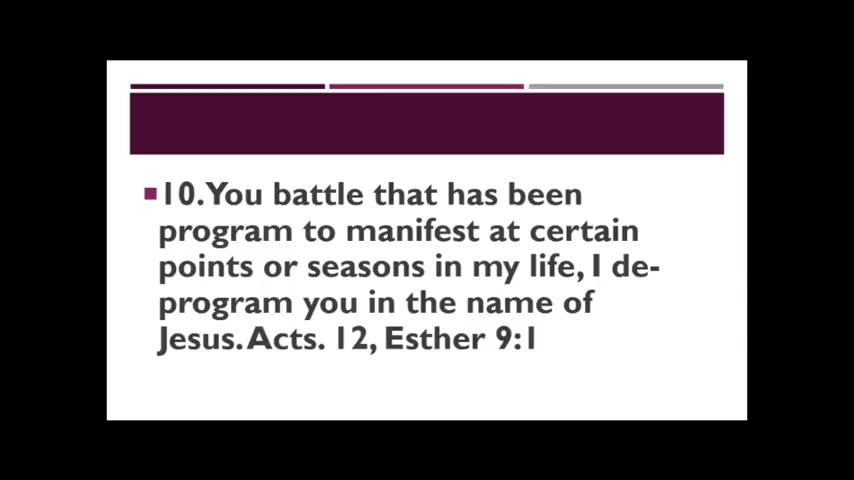 10. You battle that has been
program to manifest at certain
points or seasons in my life, I de-
program you in the name of
Jesus. Acts. 12, Esther 9:1